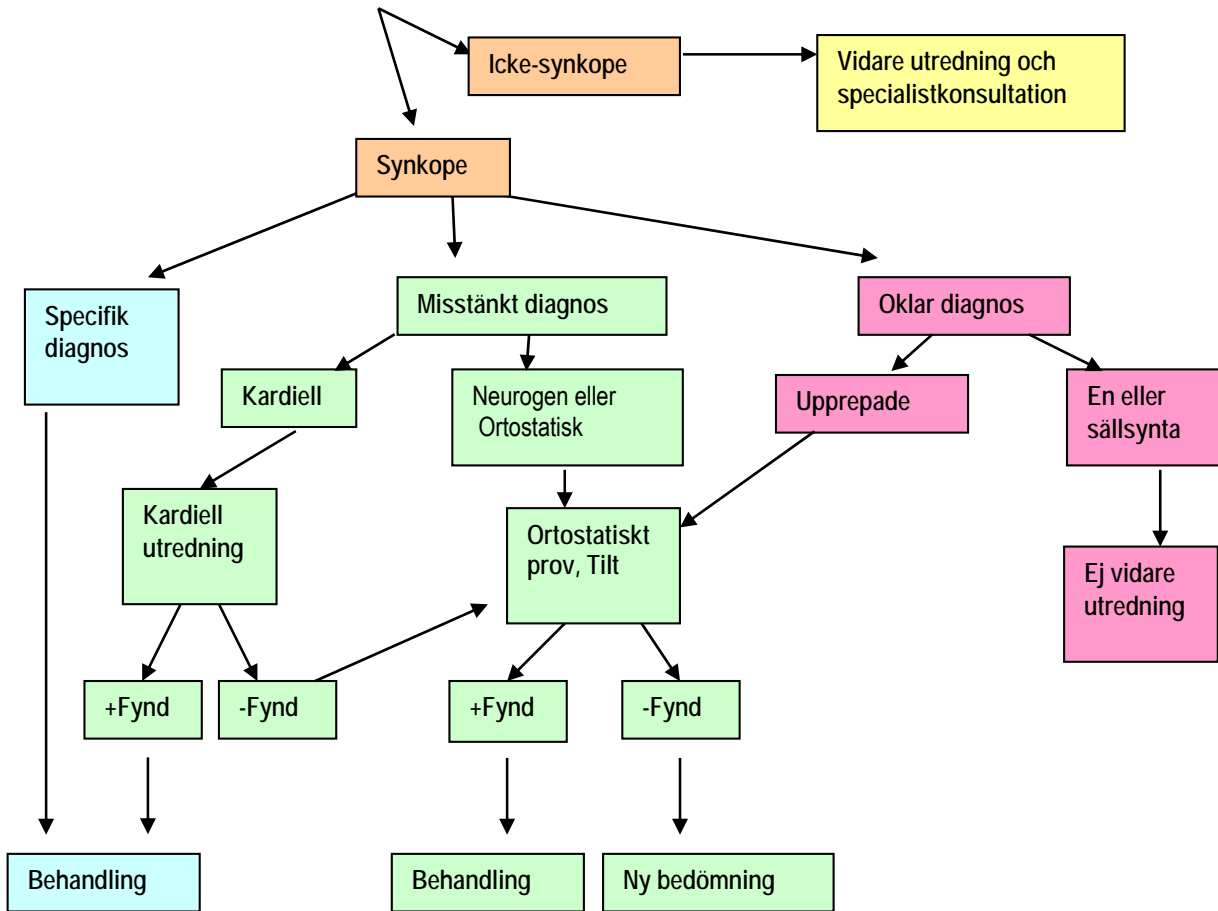 Icke-synkope
Vidare utredning och
specialistkonsultation
Synkope
Specifik
diagnos
Misstänkt diagnos
Oklar diagnos
Kardiell
Neurogen eller
Ortostatisk
Upprepade
En eller
sällsynta
Kardiell
utredning
Ortostatiskt
prov, Tilt
Ej vidare
utredning
+Fynd
-Fynd
+Fynd
-Fynd
Behandling
Behandling
Ny bedömning